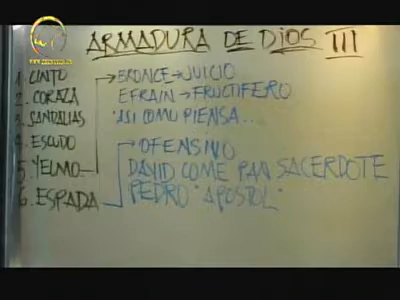 ARMADURA DE DIOS III
1. CINTO
2. CORAZA
3. SANDALIAS
4. ESCUDO
5. YELMO
6. ESPADA
BRONCE → JUICIO
EFRAIN → FRUCTIFERO
"ASI COMO PIENSA...
→ OFENSIVO
DAVID COME PAN SACERDOTE
PEDRO "APOSTOL"